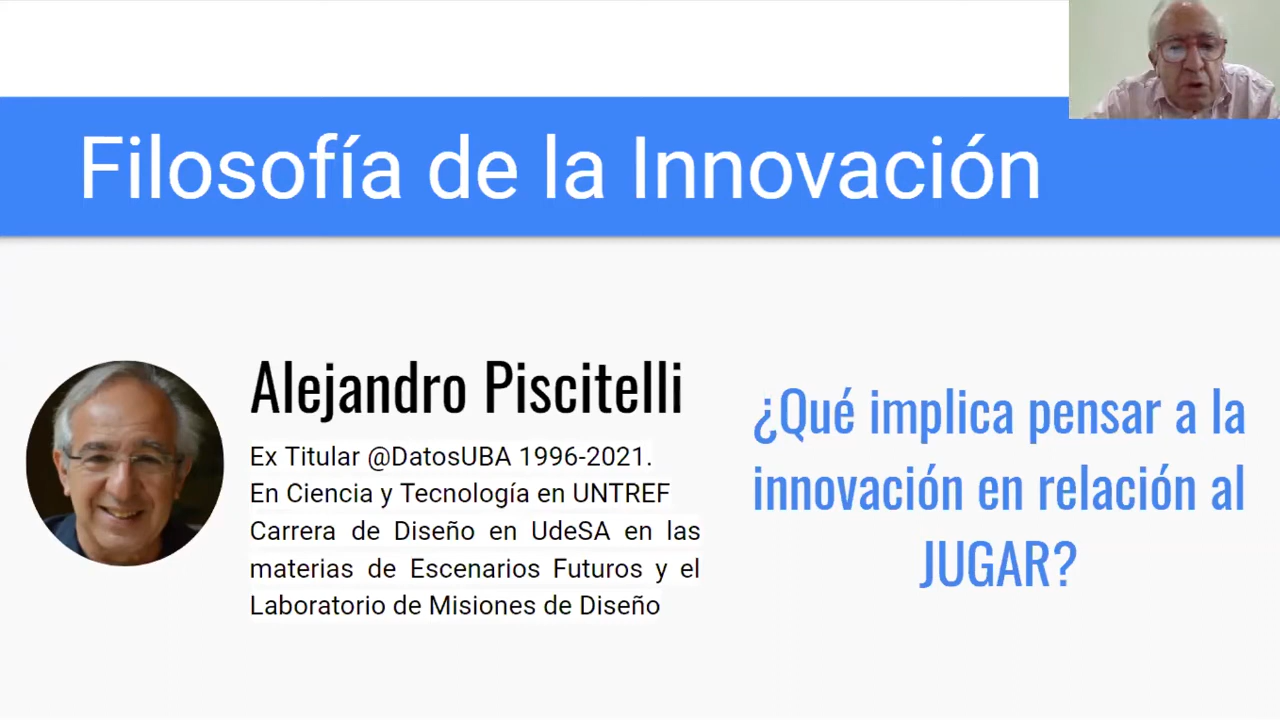 Filosofía de la Innovación
Alejandro Piscitelli
Ex Titular @DatosUBA 1996-2021.
En Ciencia y Tecnología en UNTREF
Carrera de Diseño en UdeSA en las
materias de Escenarios Futuros y el
Laboratorio de Misiones de Diseño
¿Qué implica pensar a la
innovación en relación al
JUGAR?